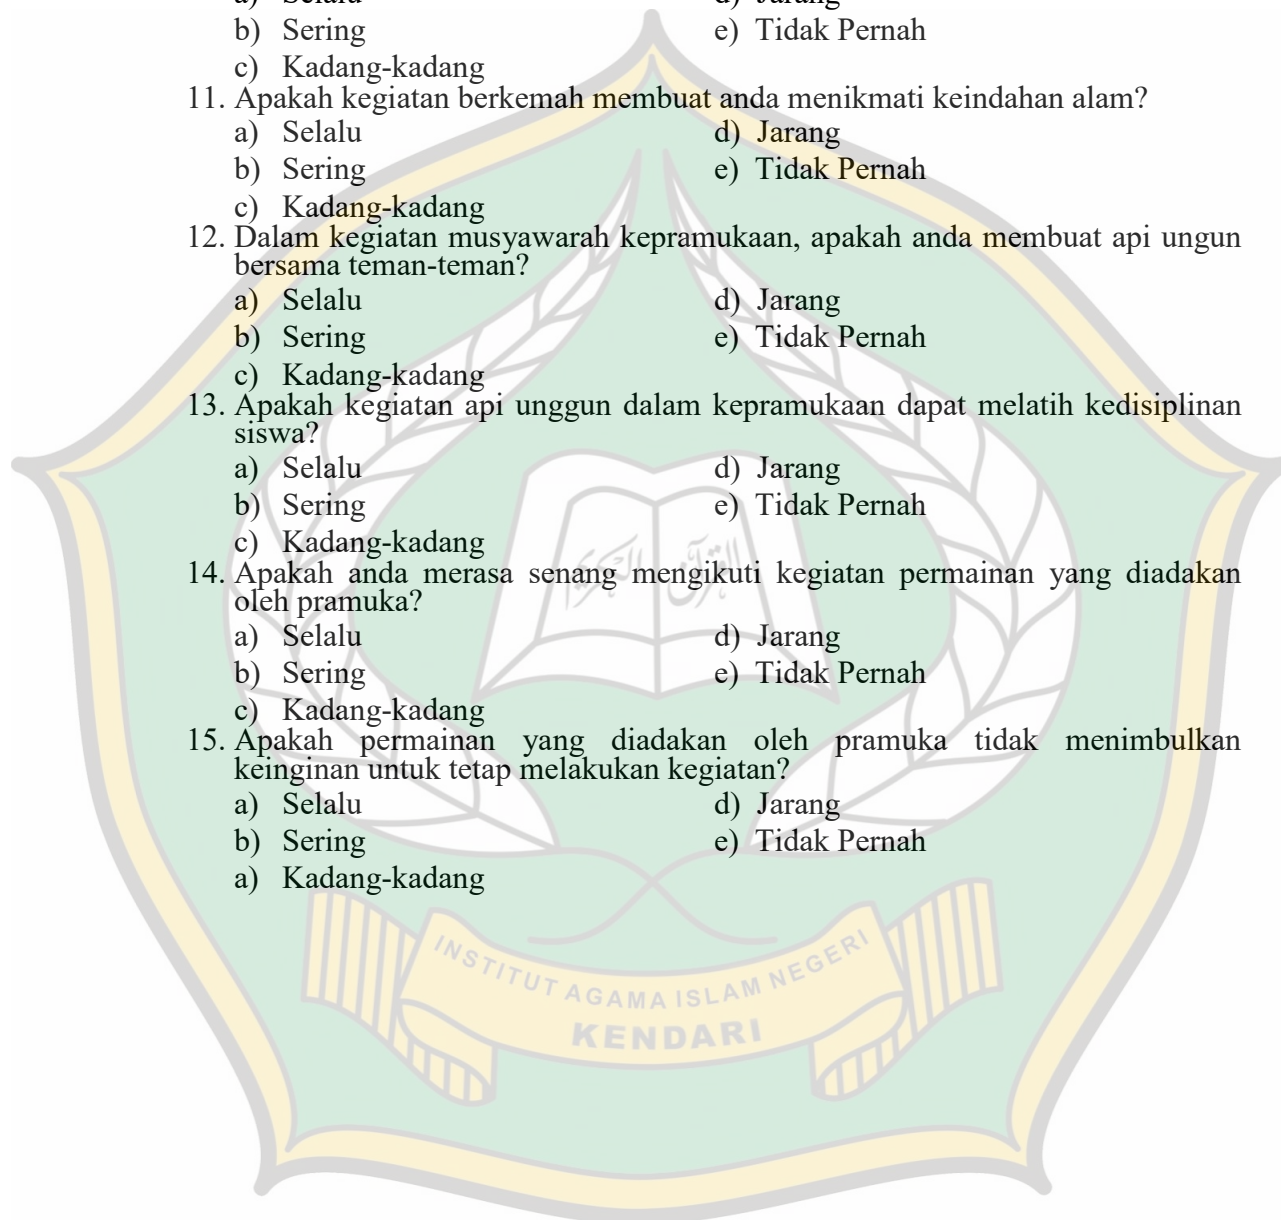 a) Selalu d) Jarang
b) Sering e) Tidak Pernah
c) Kadang-kadang
11. Apakah kegiatan berkemah membuat anda menikmati keindahan alam?
a) Selalu d) Jarang
b) Sering e) Tidak Pernah
c) Kadang-kadang
12. Dalam kegiatan musyawarah kepramukaan, apakah anda membuat api ungun
bersama teman-teman?
a) Selalu d) Jarang
b) Sering e) Tidak Pernah
c) Kadang-kadang
13. Apakah kegiatan api unggun dalam kepramukaan dapat melatih kedisiplinan
siswa?
a) Selalu d) Jarang
b) Sering e) Tidak Pernah
c) Kadang-kadang
14. Apakah anda merasa senang mengikuti kegiatan permainan yang diadakan
oleh pramuka?
a) Selalu d) Jarang
b) Sering e) Tidak Pernah
c) Kadang-kadang
15. Apakah permainan yang diadakan oleh pramuka tidak menimbulkan
keinginan untuk tetap melakukan kegiatan?
a) Selalu d) Jarang
b) Sering e) Tidak Pernah
a) Kadang-kadang
القرآن الكريم
INSTITUT AGAMA ISLAM NEGERI
KENDARI